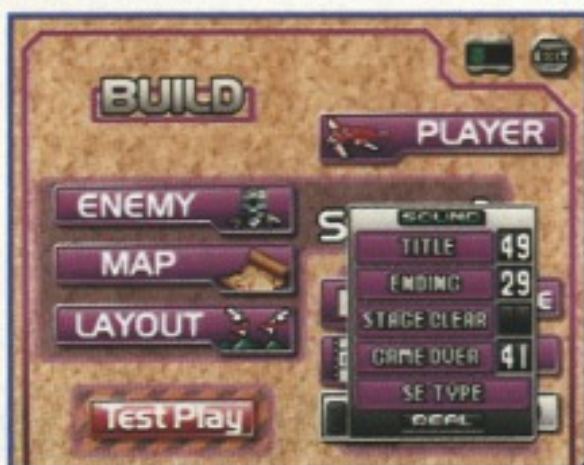 EXIT
BUILD
PLAYER
ENEMY
SOUND
TITLE 49
MAP
ENDING 29
STAGE CLEAR
LAYOUT
GAME OVER 41
SE TYPE
Test Play
REAL